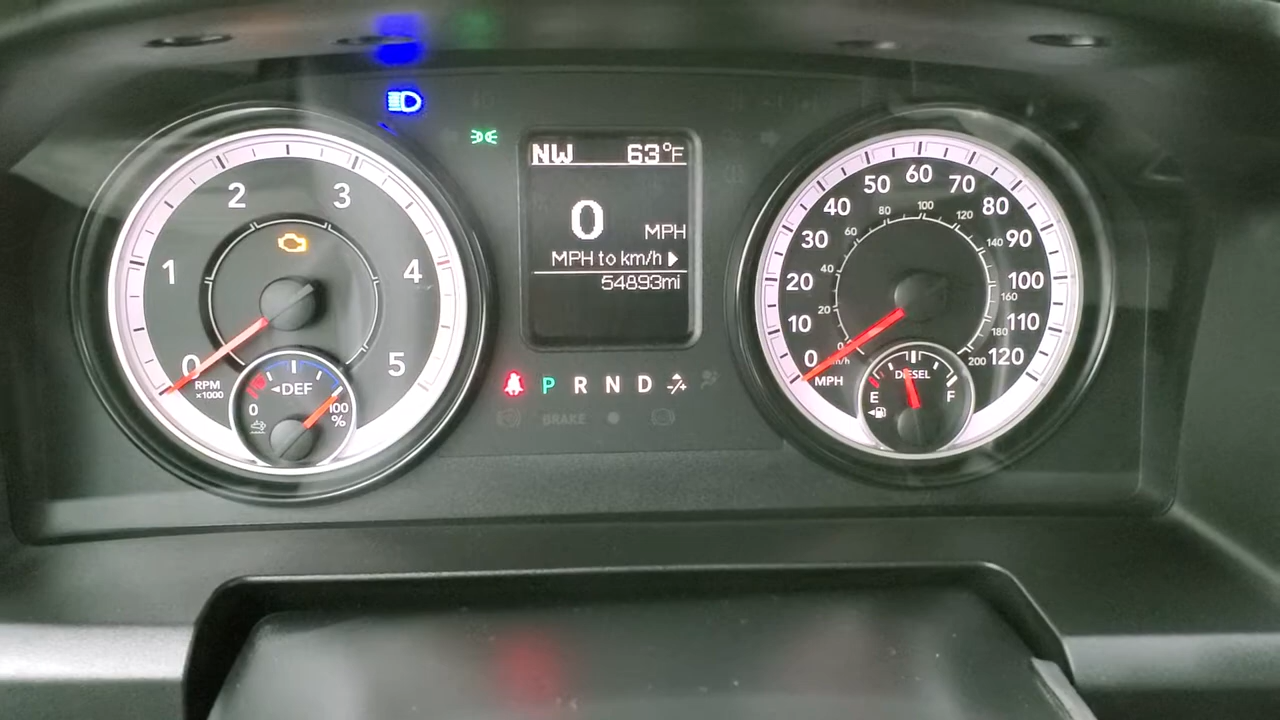 NW 63°F
0 MPH
MPH to km/h
54893mi
0 1 2 3 4 5
RPM
x1000
DEF
0 100
%
P R N D
BRAKE
0 10 20 30 40 50 60 70 80 90 100 110 120
MPH
0 20 40 60 80 100 120 140 160 180 200
km/h
DIESEL
E F